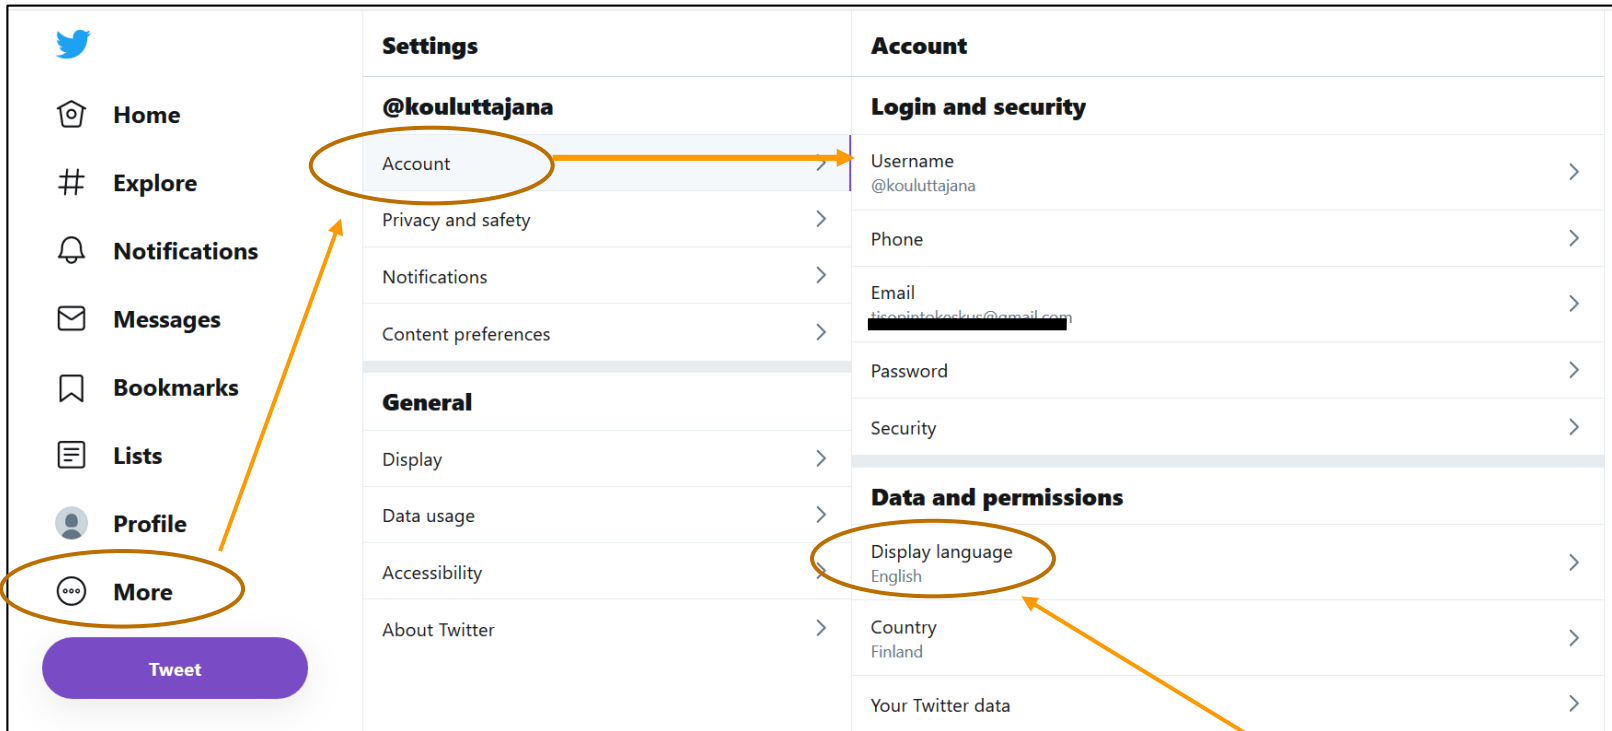 Home
Explore
Notifications
Messages
Bookmarks
Lists
Profile
More
Tweet
Settings
@kouluttajana
Account
Privacy and safety
Notifications
Content preferences
General
Display
Data usage
Accessibility
About Twitter
Account
Login and security
Username
@kouluttajana
Phone
Email
Password
Security
Data and permissions
Display language
English
Country
Finland
Your Twitter data